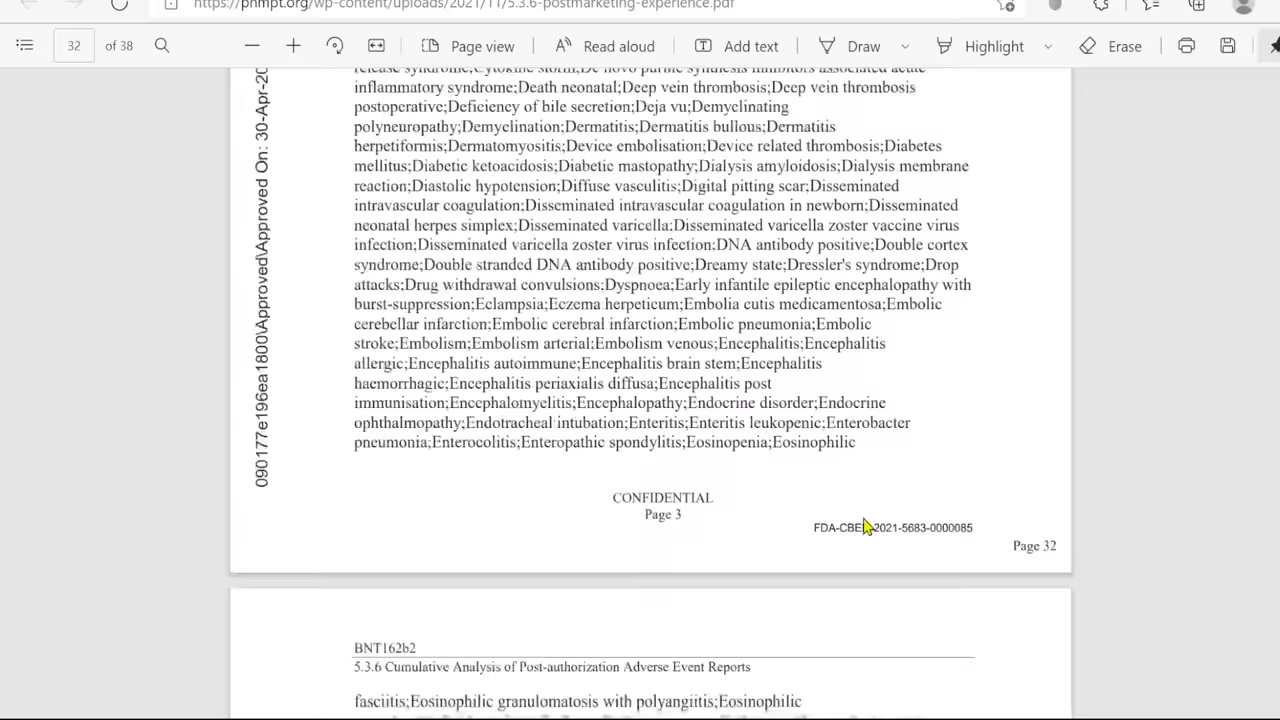 https://phmpt.org/wp-content/uploads/2021/11/5.3.6-postmarketing-experience.pdf
32 of 38 Page view Read aloud Add text Draw Highlight Erase
release syndrome;Cytokine storm;De novo purine synthesis inhibitors associated acute
inflammatory syndrome;Death neonatal;Deep vein thrombosis;Deep vein thrombosis
postoperative;Deficiency of bile secretion;Deja vu;Demyelinating
polyneuropathy;Demyelination;Dermatitis;Dermatitis bullous;Dermatitis
herpetiformis;Dermatomyositis;Device embolisation;Device related thrombosis;Diabetes
mellitus;Diabetic ketoacidosis;Diabetic mastopathy;Dialysis amyloidosis;Dialysis membrane
reaction;Diastolic hypotension;Diffuse vasculitis;Digital pitting scar;Disseminated
intravascular coagulation;Disseminated intravascular coagulation in newborn;Disseminated
neonatal herpes simplex;Disseminated varicella;Disseminated varicella zoster vaccine virus
infection;Disseminated varicella zoster virus infection;DNA antibody positive;Double cortex
syndrome;Double stranded DNA antibody positive;Dreamy state;Dressler's syndrome;Drop
attacks;Drug withdrawal convulsions;Dyspnoea;Early infantile epileptic encephalopathy with
burst-suppression;Eclampsia;Eczema herpeticum;Embolia cutis medicamentosa;Embolic
cerebellar infarction;Embolic cerebral infarction;Embolic pneumonia;Embolic
stroke;Embolism;Embolism arterial;Embolism venous;Encephalitis;Encephalitis
allergic;Encephalitis autoimmune;Encephalitis brain stem;Encephalitis
haemorrhagic;Encephalitis periaxialis diffusa;Encephalitis post
immunisation;Encephalomyelitis;Encephalopathy;Endocrine disorder;Endocrine
ophthalmopathy;Endotracheal intubation;Enteritis;Enteritis leukopenic;Enterobacter
pneumonia;Enterocolitis;Enteropathic spondylitis;Eosinopenia;Eosinophilic
090177e196ea1800\Approved\Approved On: 30-Apr-20
CONFIDENTIAL
Page 3
2021-5683-0000085
Page 32
BNT162b2
5.3.6 Cumulative Analysis of Post-authorization Adverse Event Reports
fasciitis;Eosinophilic granulomatosis with polyangiitis;Eosinophilic